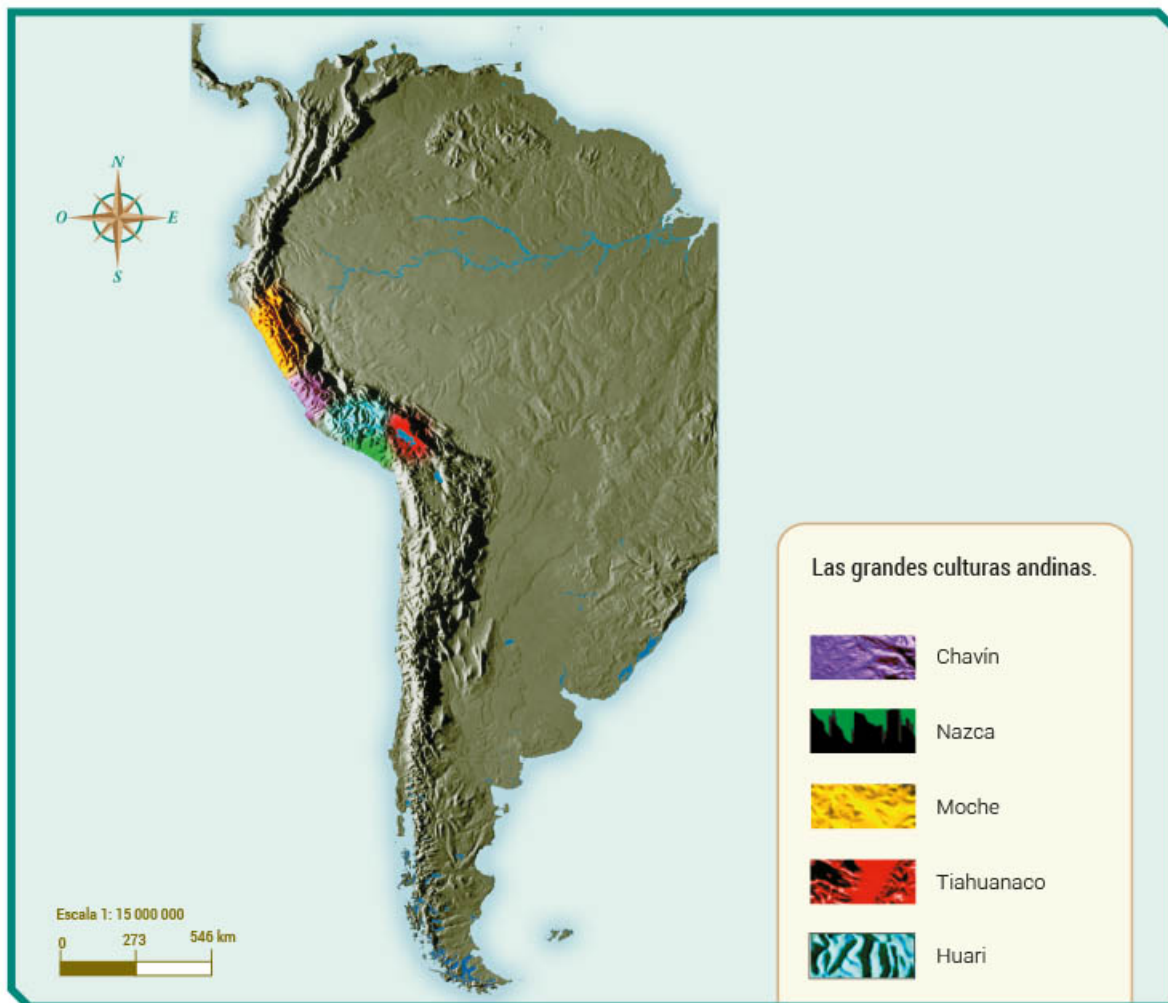 N
O
E
S
Las grandes culturas andinas.
Chavín
Nazca
Moche
Tiahuanaco
Huari
Escala 1: 15 000 000
0 273 546 km